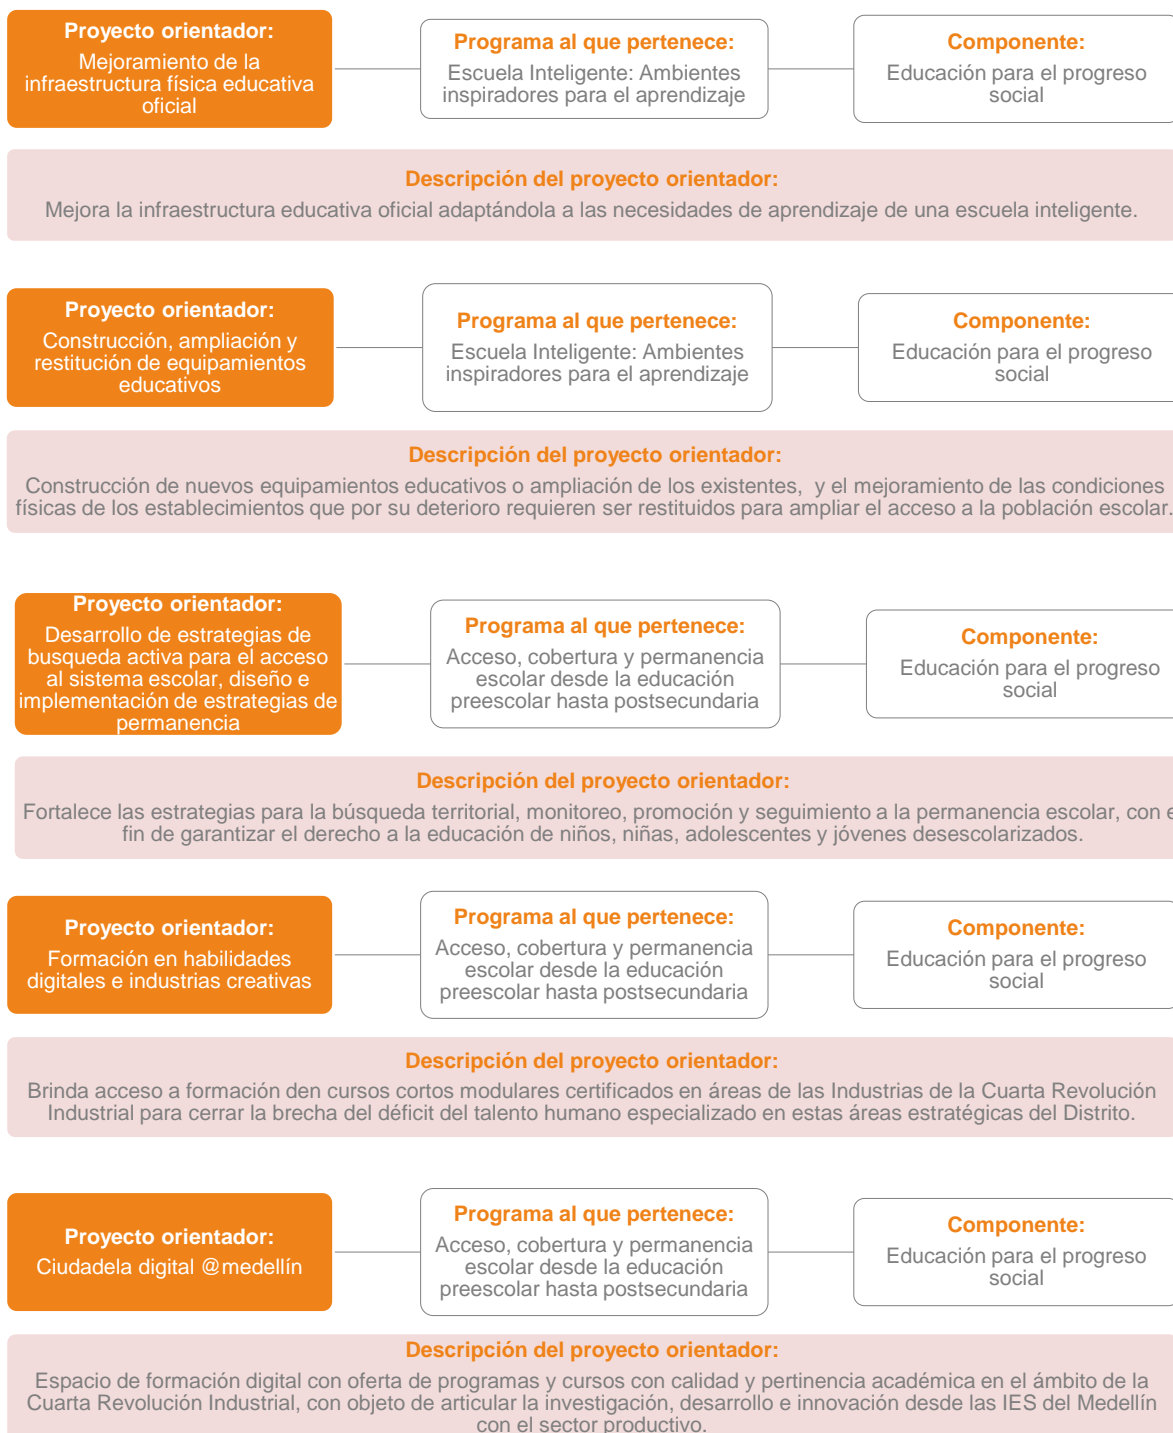 Proyecto orientador:
Mejoramiento de la
infraestructura física educativa
oficial
Programa al que pertenece:
Escuela Inteligente: Ambientes
inspiradores para el aprendizaje
Componente:
Educación para el progreso
social
Descripción del proyecto orientador:
Mejora la infraestructura educativa oficial adaptándola a las necesidades de aprendizaje de una escuela inteligente.
Proyecto orientador:
Construcción, ampliación y
restitución de equipamientos
educativos
Programa al que pertenece:
Escuela Inteligente: Ambientes
inspiradores para el aprendizaje
Componente:
Educación para el progreso
social
Descripción del proyecto orientador:
Construcción de nuevos equipamientos educativos o ampliación de los existentes, y el mejoramiento de las condiciones
físicas de los establecimientos que por su deterioro requieren ser restituidos para ampliar el acceso a la población escolar.
Proyecto orientador:
Desarrollo de estrategias de
busqueda activa para el acceso
al sistema escolar, diseño e
implementación de estrategias de
permanencia
Programa al que pertenece:
Acceso, cobertura y permanencia
escolar desde la educación
preescolar hasta postsecundaria
Componente:
Educación para el progreso
social
Descripción del proyecto orientador:
Fortalece las estrategias para la búsqueda territorial, monitoreo, promoción y seguimiento a la permanencia escolar, con
fin de garantizar el derecho a la educación de niños, niñas, adolescentes y jóvenes desescolarizados.
Proyecto orientador:
Formación en habilidades
digitales e industrias creativas
Programa al que pertenece:
Acceso, cobertura y permanencia
escolar desde la educación
preescolar hasta postsecundaria
Componente:
Educación para el progreso
social
Descripción del proyecto orientador:
Brinda acceso a formación den cursos cortos modulares certificados en áreas de las Industrias de la Cuarta Revolución
Industrial para cerrar la brecha del déficit del talento humano especializado en estas áreas estratégicas del Distrito.
Proyecto orientador:
Ciudadela digital @medellín
Programa al que pertenece:
Acceso, cobertura y permanencia
escolar desde la educación
preescolar hasta postsecundaria
Componente:
Educación para el progreso
social
Descripción del proyecto orientador:
Espacio de formación digital con oferta de programas y cursos con calidad y pertinencia académica en el ámbito de la
Cuarta Revolución Industrial, con objeto de articular la investigación, desarrollo e innovación desde las IES del Medellín
con el sector productivo.